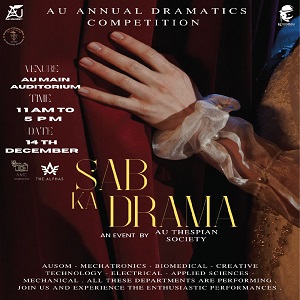 AU ANNUAL DRAMATICS
COMPETITION
VENURE
AU MAIN
AUDITORIUM
TIME
11 AM TO
5 PM
DATE
14 TH
DECEMBER
THE ALPHAS
SAB
KA DRAMA
AN EVENT BY AU THESPIAN
SOCIETY
AUSOM - MECHATRONICS - BIOMEDICAL - CREATIVE
TECHNOLOGY - ELECTRICAL - APPLIED SCIENCES -
MECHANICAL . ALL THESE DEPARTMENTS ARE PERFORMING .
JOIN US AND EXPERIENCE THE ENTHUSIASTIC PERFORMANCES .